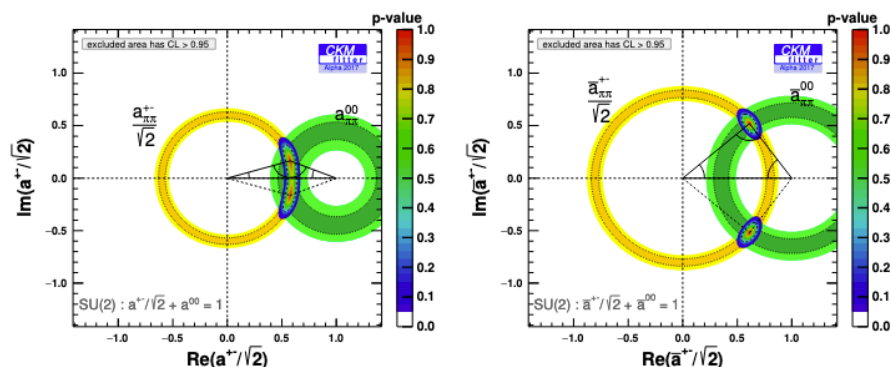 p-value
excluded area has CL > 0.95
CKM
fitter
Alpha 2017
a⁺⁻ππ
√2
a⁰⁰ππ
SU(2) : a⁺⁻/√2 + a⁰⁰ = 1
Im(a⁺⁻/√2)
1.0
0.5
0.0
−0.5
−1.0
−1.0
−0.5
0.0
0.5
1.0
Re(a⁺⁻/√2)
1.0
0.9
0.8
0.7
0.6
0.5
0.4
0.3
0.2
0.1
0.0
p-value
excluded area has CL > 0.95
CKM
fitter
Alpha 2017
a̅⁺⁻ππ
√2
a̅⁰⁰ππ
SU(2) : a̅⁺⁻/√2 + a̅⁰⁰ = 1
Im(a̅⁺⁻/√2)
1.0
0.5
0.0
−0.5
−1.0
−1.0
−0.5
0.0
0.5
1.0
Re(a̅⁺⁻/√2)
1.0
0.9
0.8
0.7
0.6
0.5
0.4
0.3
0.2
0.1
0.0